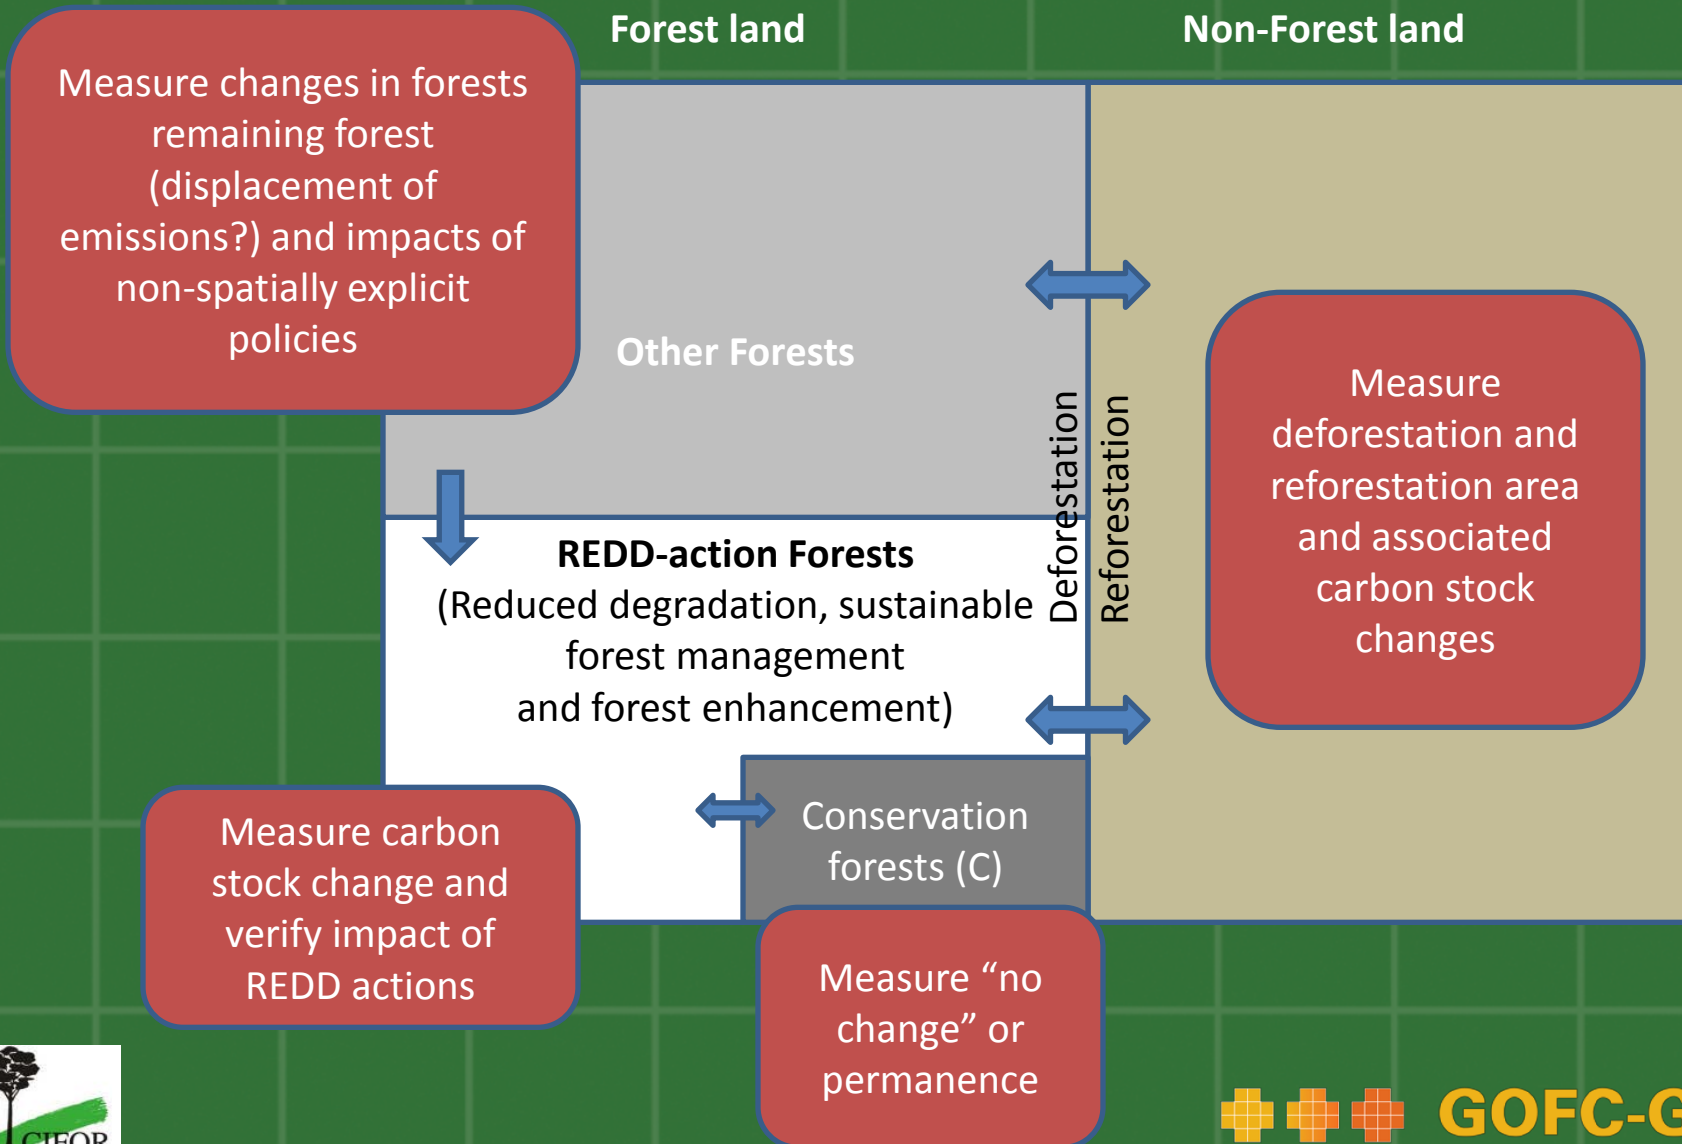 Forest land
Non-Forest land
Measure changes in forests
remaining forest
(displacement of
emissions?) and impacts of
non-spatially explicit
policies
Other Forests
Deforestation
Reforestation
Measure
deforestation and
reforestation area
and associated
carbon stock
changes
REDD-action Forests
(Reduced degradation, sustainable
forest management
and forest enhancement)
Conservation
forests (C)
Measure carbon
stock change and
verify impact of
REDD actions
Measure “no
change” or
permanence
CIFOR
GOFC-G